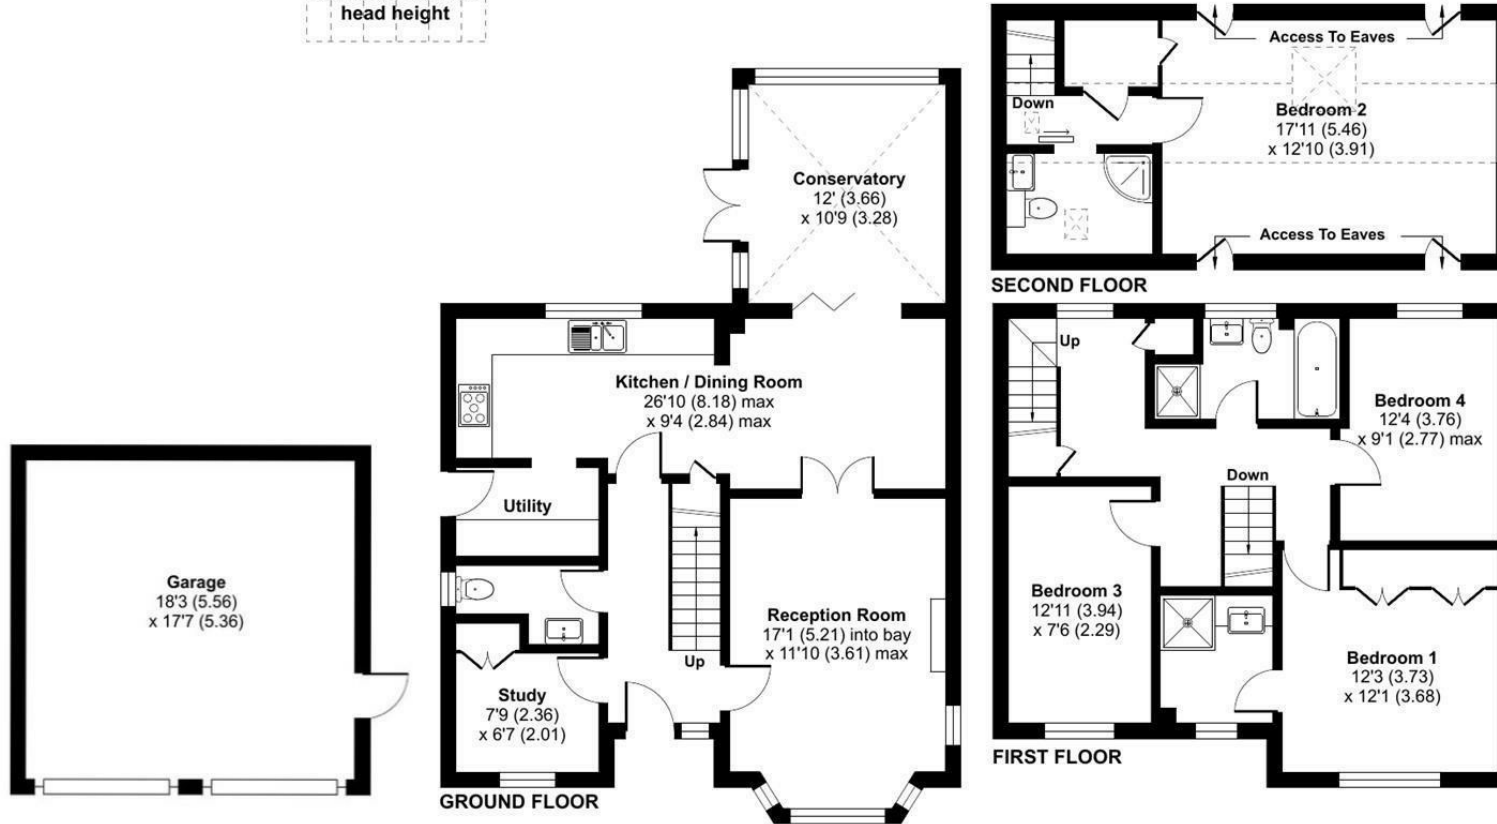 head height
Access To Eaves
Down
Bedroom 2
17'11 (5.46)
x 12'10 (3.91)
Access To Eaves
SECOND FLOOR
Conservatory
12' (3.66)
x 10'9 (3.28)
Kitchen / Dining Room
26'10 (8.18) max
x 9'4 (2.84) max
Utility
Garage
18'3 (5.56)
x 17'7 (5.36)
Reception Room
17'1 (5.21) into bay
x 11'10 (3.61) max
Up
Study
7'9 (2.36)
x 6'7 (2.01)
GROUND FLOOR
Up
Bedroom 4
12'4 (3.76)
x 9'1 (2.77) max
Down
Bedroom 3
12'11 (3.94)
x 7'6 (2.29)
Bedroom 1
12'3 (3.73)
x 12'1 (3.68)
FIRST FLOOR